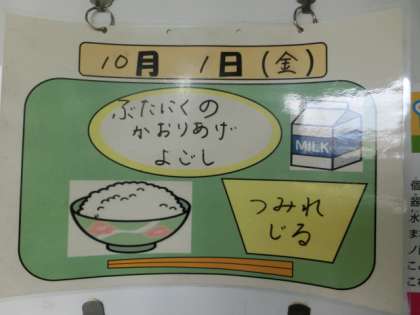 10月 1日(金)
ぶたにくの
かおりあげ
よごし
MILK
つみれ
じる